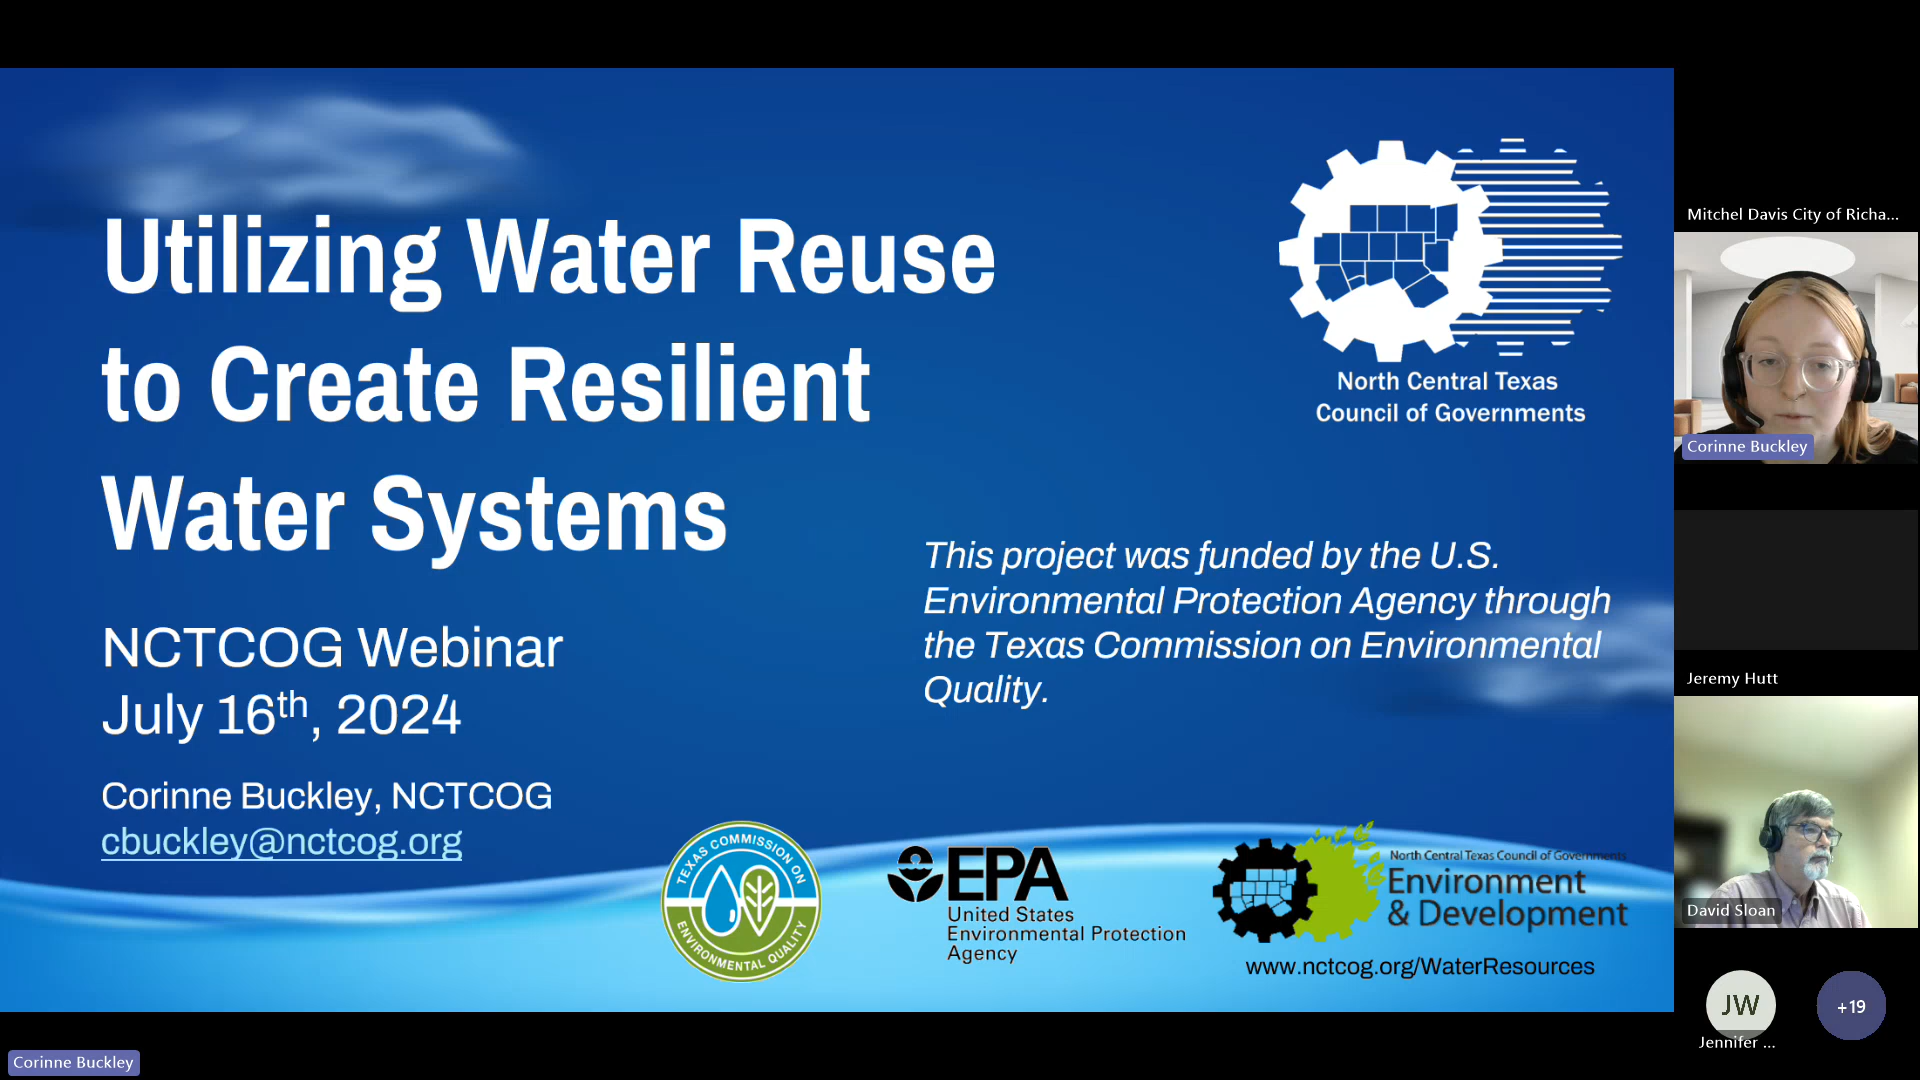 Utilizing Water Reuse
to Create Resilient
Water Systems
NCTCOG Webinar
July 16th, 2024
Corinne Buckley, NCTCOG
cbuckley@nctcog.org
North Central Texas
Council of Governments
This project was funded by the U.S.
Environmental Protection Agency through
the Texas Commission on Environmental
Quality.
TEXAS COMMISSION ON
ENVIRONMENTAL QUALITY
EPA
United States
Environmental Protection
Agency
North Central Texas Council of Governments
Environment
& Development
www.nctcog.org/WaterResources
Mitchel Davis City of Richa...
Corinne Buckley
Jeremy Hutt
David Sloan
JW
Jennifer ...
+19
Corinne Buckley